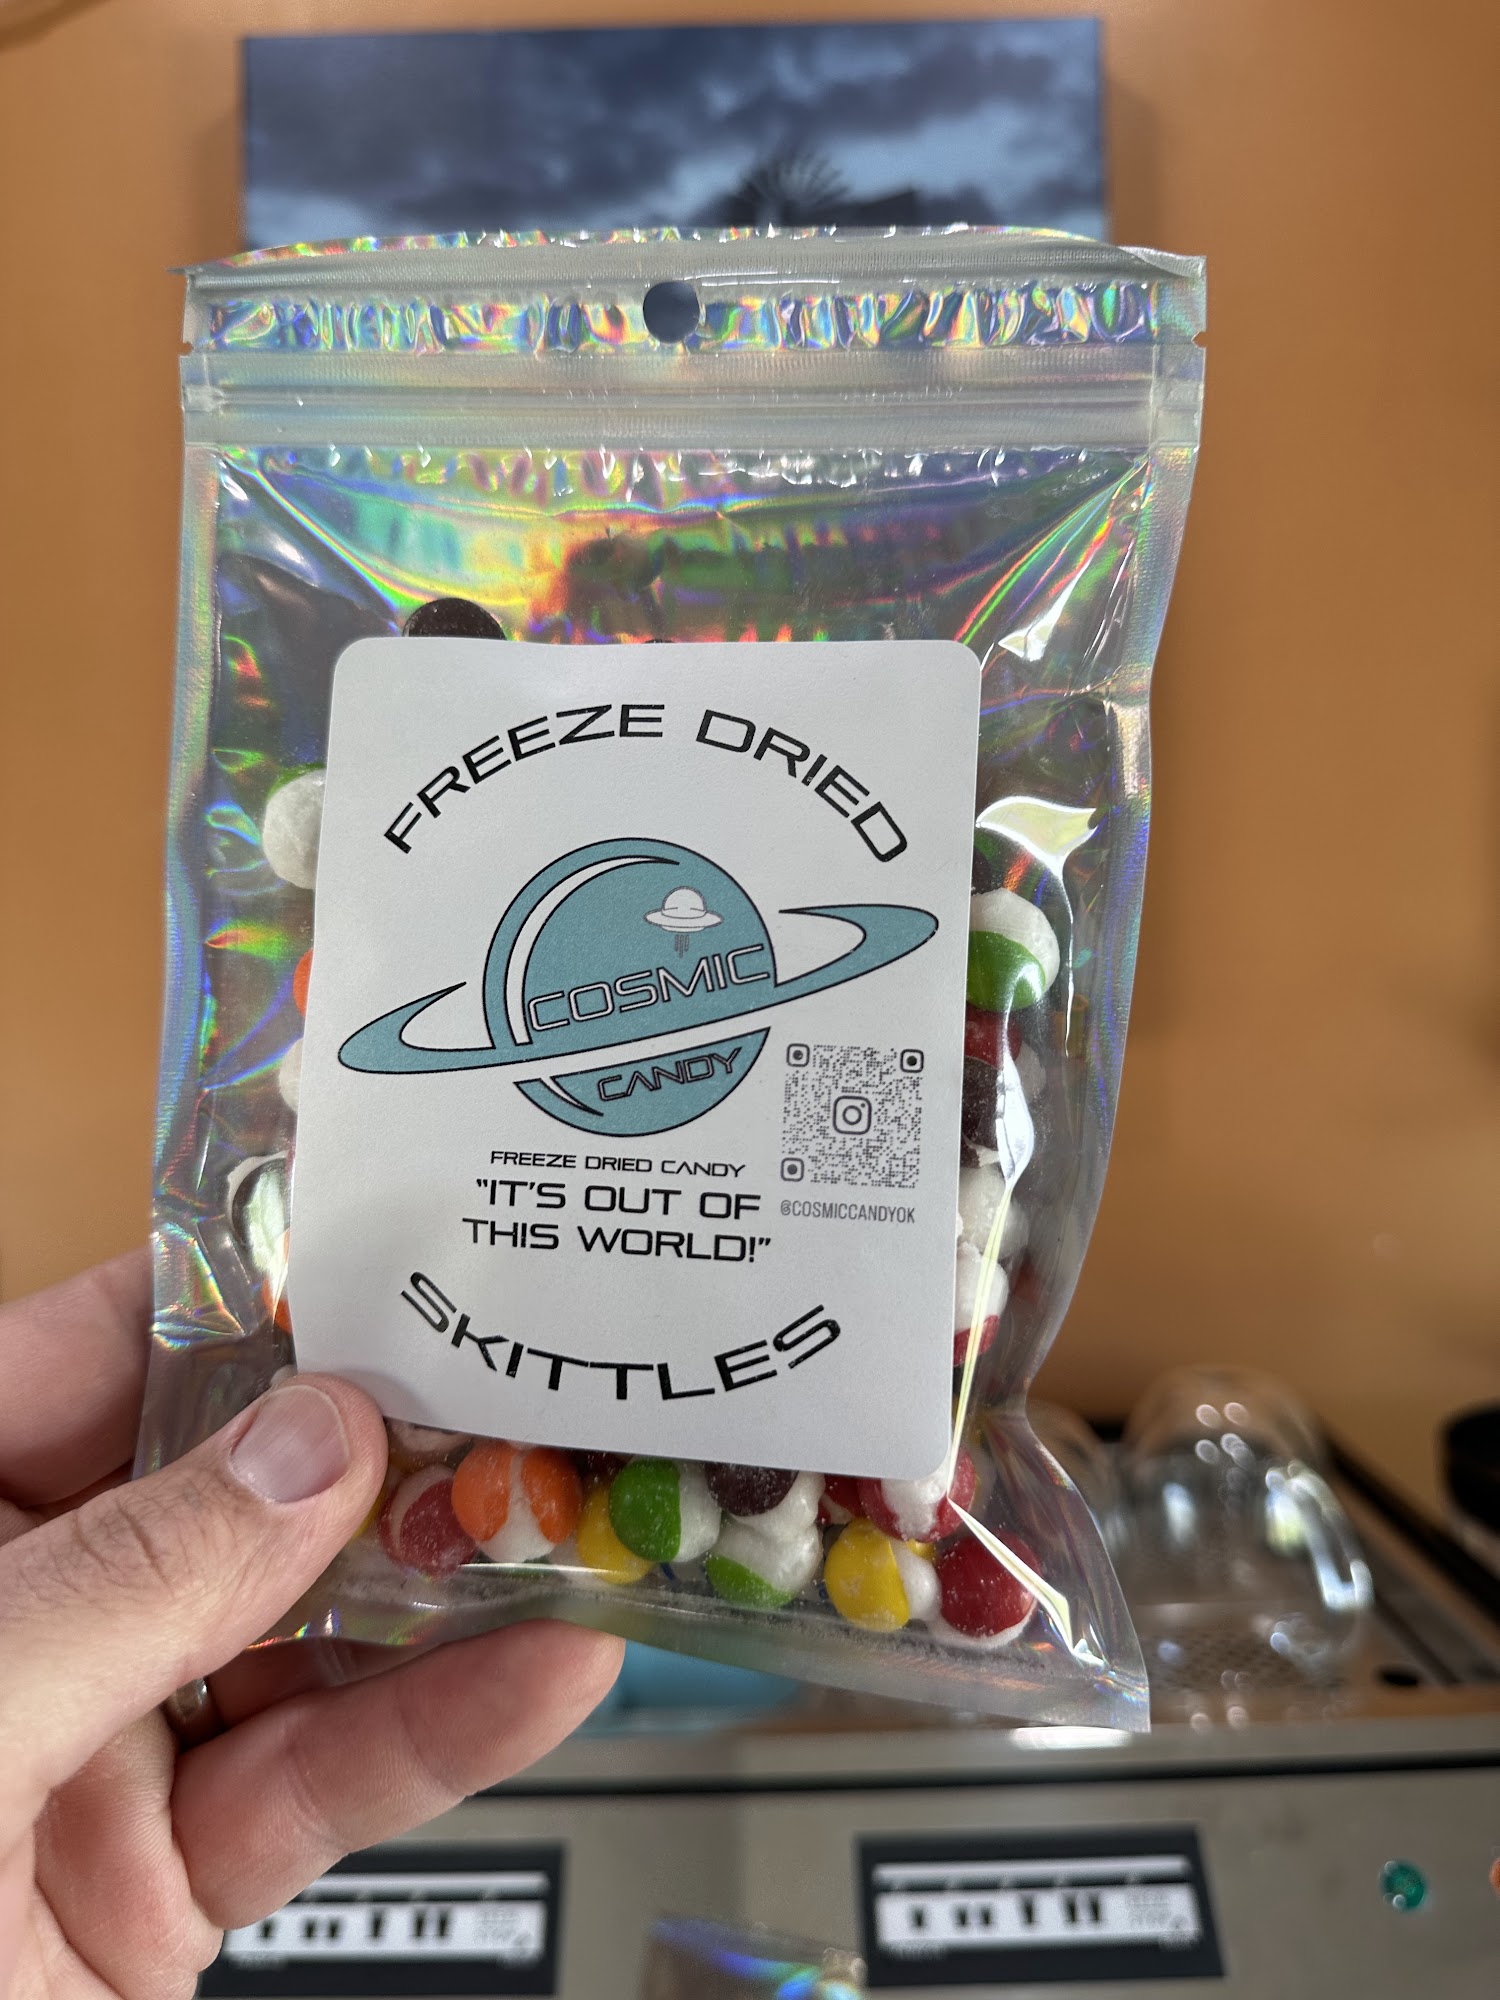 FREEZE DRIED
COSMIC
CANDY
FREEZE DRIED CANDY
"IT'S OUT OF
THIS WORLD!"
@COSMICCANDYOK
SKITTLES